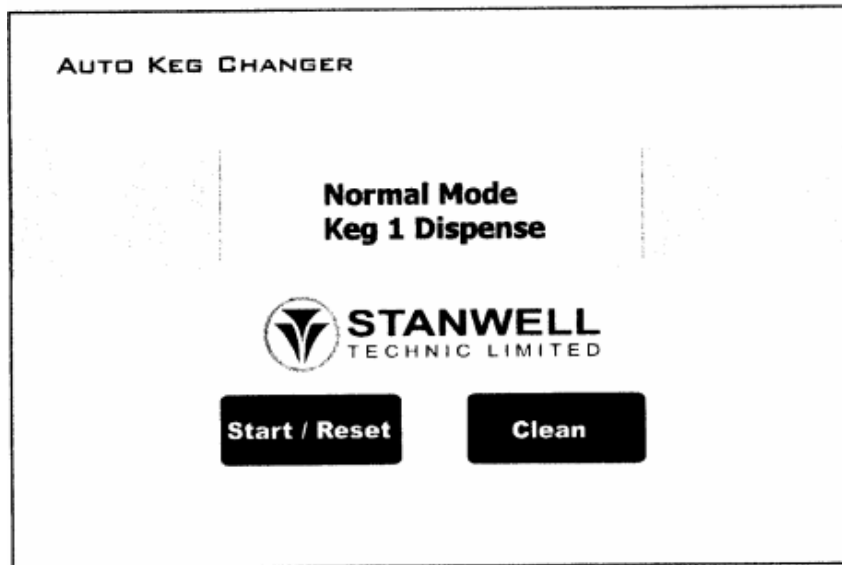 AUTO KEG CHANGER
Normal Mode
Keg 1 Dispense
STANWELL
TECHNIC LIMITED
Start / Reset
Clean